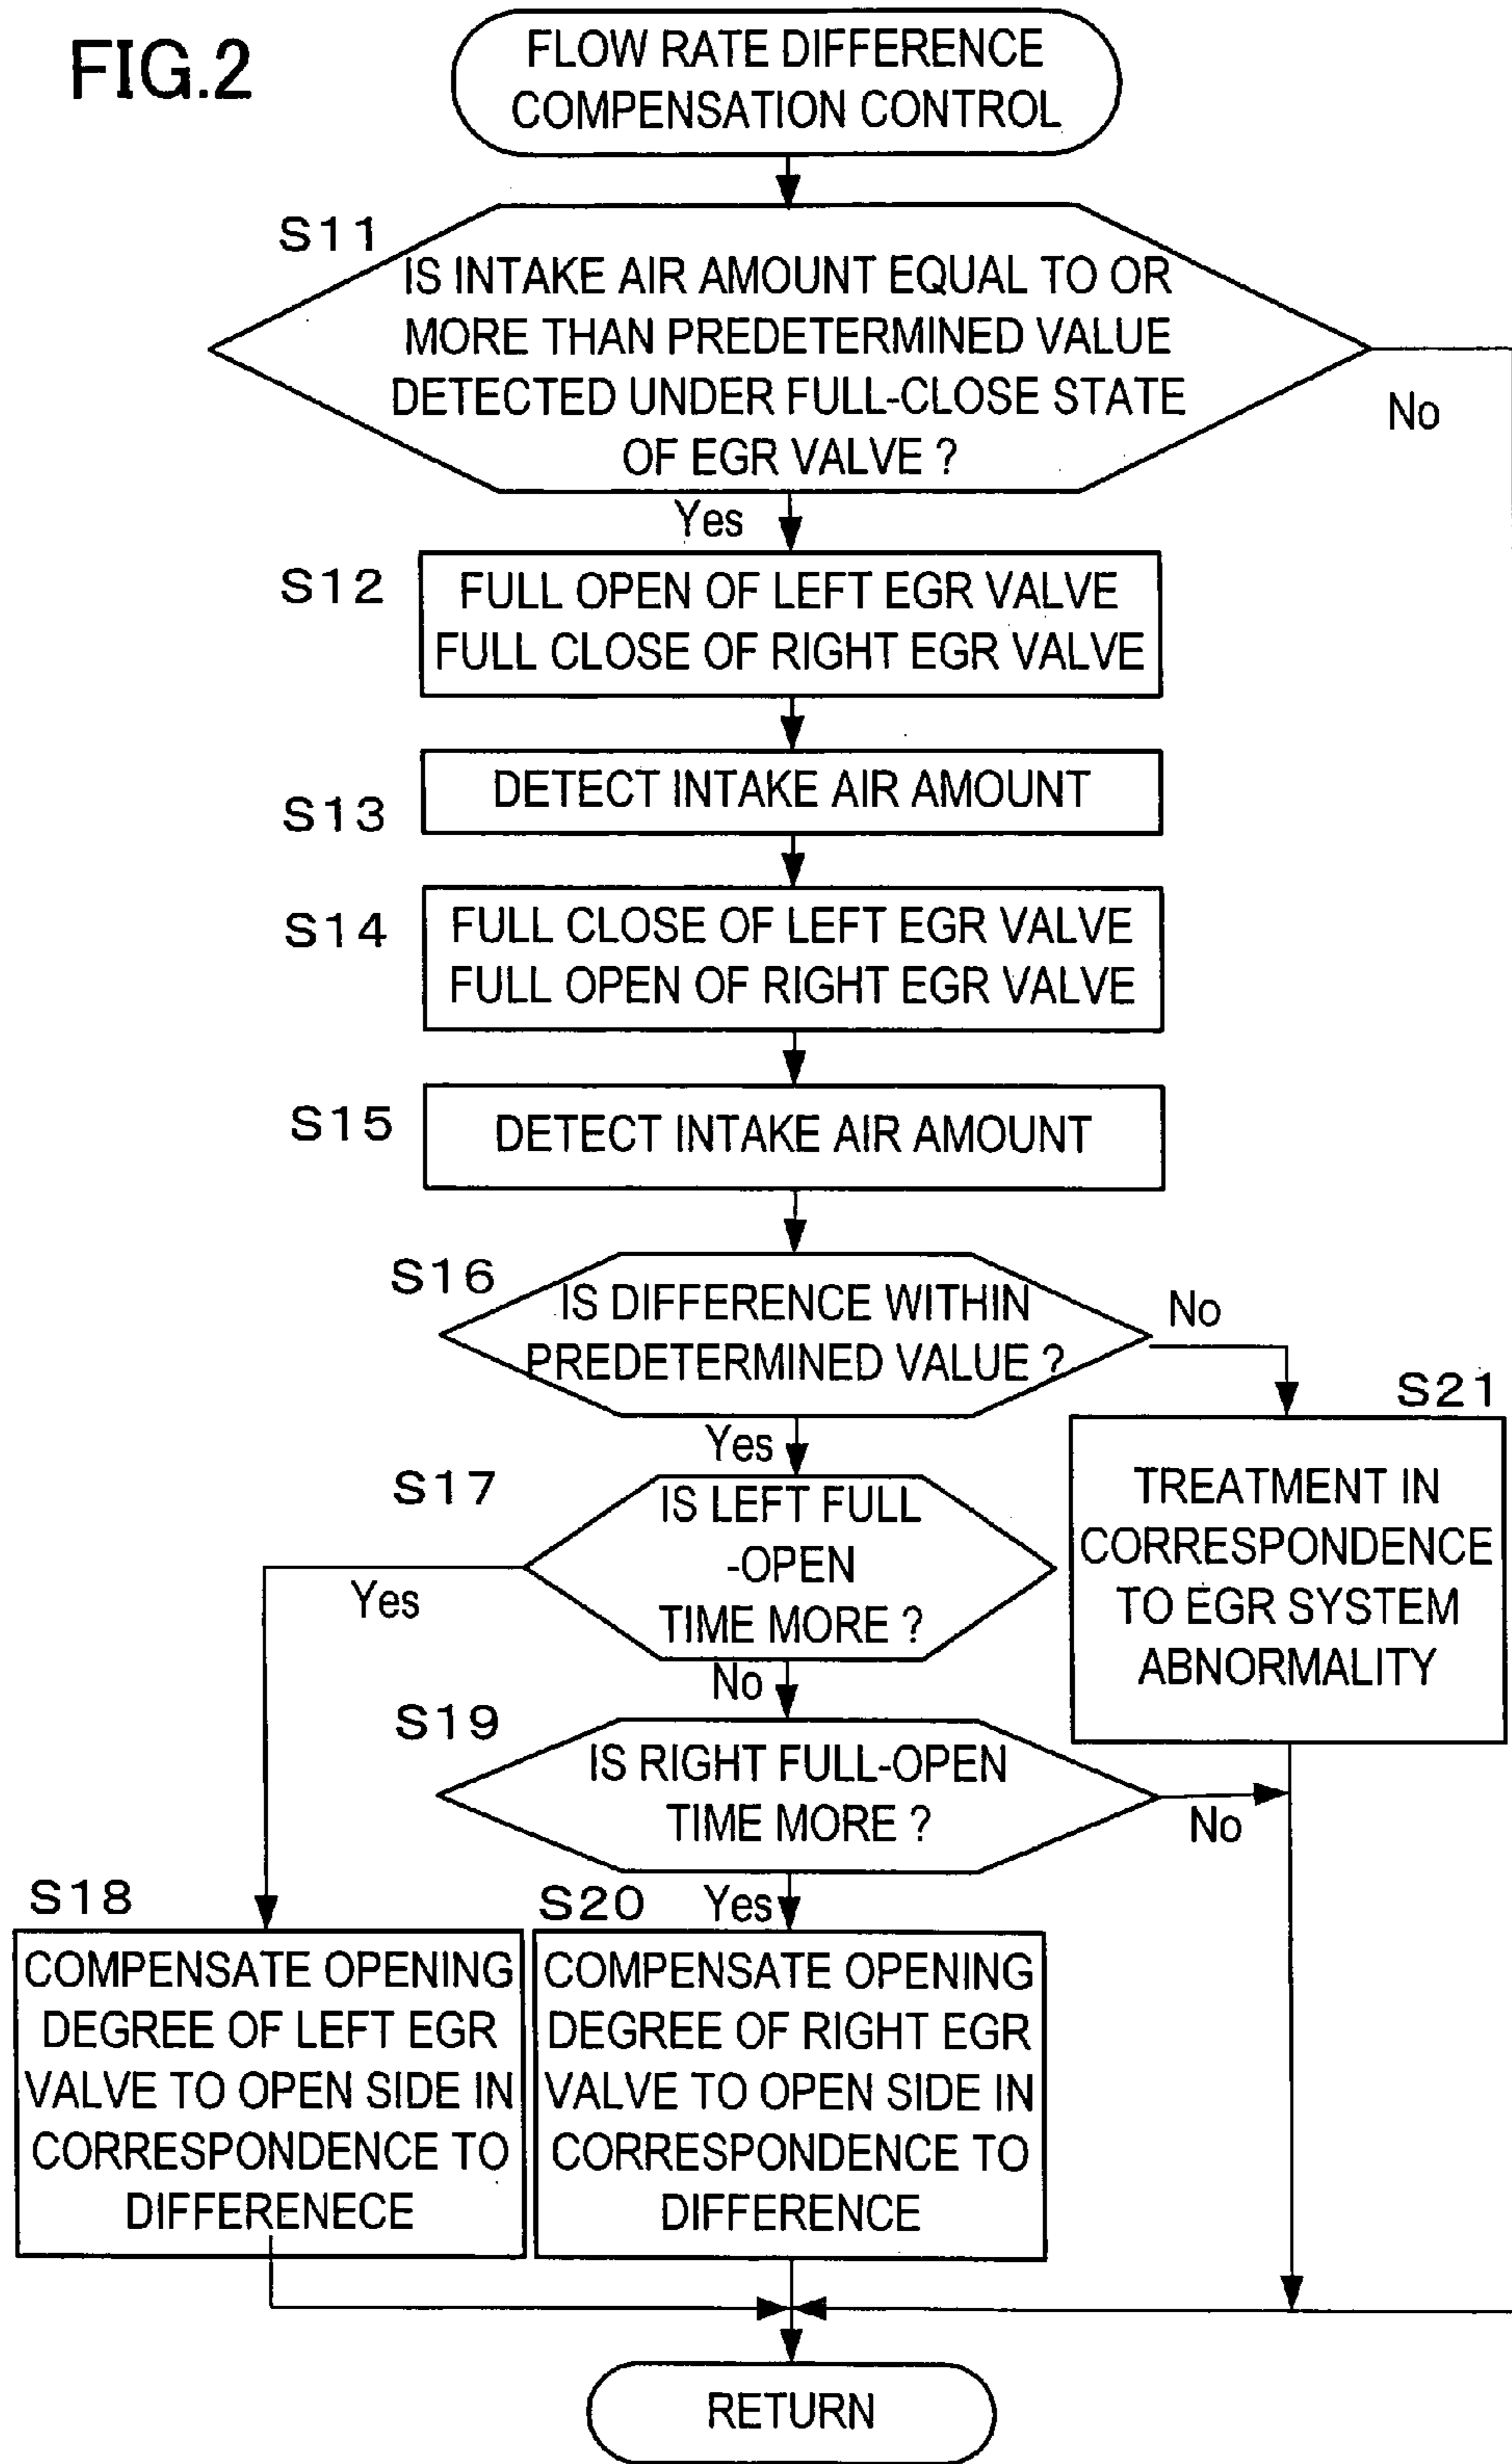 FIG.2
FLOW RATE DIFFERENCE
COMPENSATION CONTROL
S11
IS INTAKE AIR AMOUNT EQUAL TO OR
MORE THAN PREDETERMINED VALUE
DETECTED UNDER FULL-CLOSE STATE
OF EGR VALVE ?
No
Yes
S12
FULL OPEN OF LEFT EGR VALVE
FULL CLOSE OF RIGHT EGR VALVE
S13
DETECT INTAKE AIR AMOUNT
S14
FULL CLOSE OF LEFT EGR VALVE
FULL OPEN OF RIGHT EGR VALVE
S15
DETECT INTAKE AIR AMOUNT
S16
IS DIFFERENCE WITHIN
PREDETERMINED VALUE ?
No
Yes
S21
TREATMENT IN
CORRESPONDENCE
TO EGR SYSTEM
ABNORMALITY
S17
IS LEFT FULL
-OPEN
TIME MORE ?
Yes
No
S19
IS RIGHT FULL-OPEN
TIME MORE ?
No
Yes
S18
COMPENSATE OPENING
DEGREE OF LEFT EGR
VALVE TO OPEN SIDE IN
CORRESPONDENCE TO
DIFFERENECE
S20
COMPENSATE OPENING
DEGREE OF RIGHT EGR
VALVE TO OPEN SIDE IN
CORRESPONDENCE TO
DIFFERENCE
RETURN